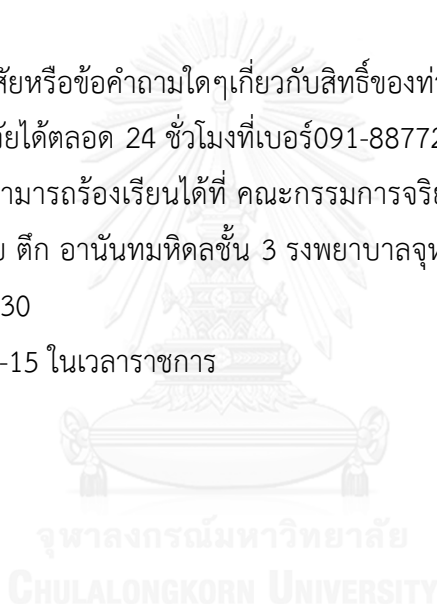 สัยหรือข้อคำถามใดๆเกี่ยวกับสิทธิ์ของท่า
ัยได้ตลอด 24 ชั่วโมงที่เบอร์091-88772
ามารถร้องเรียนได้ที่ คณะกรรมการจริย
ย ตึก อานันทมหิดลชั้น 3 รงพยาบาลจุห
30
-15 ในเวลาราชการ
จุฬาลงกรณ์มหาวิทยาลัย
CHULALONGKORN UNIVERSITY